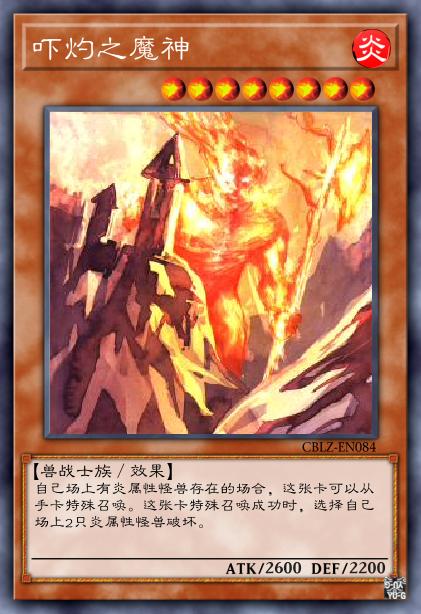 吓灼之魔神
炎
CBLZ-EN084
【兽战士族／效果】
自己场上有炎属性怪兽存在的场合，这张卡可以从
手卡特殊召唤。这张卡特殊召唤成功时，选择自己
场上2只炎属性怪兽破坏。
ATK/2600 DEF/2200